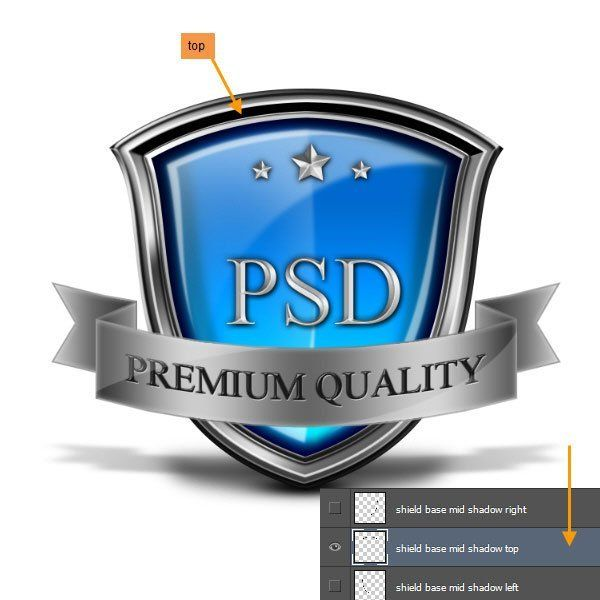 top
PSD
PREMIUM QUALITY
shield base mid shadow right
shield base mid shadow top
shield base mid shadow left